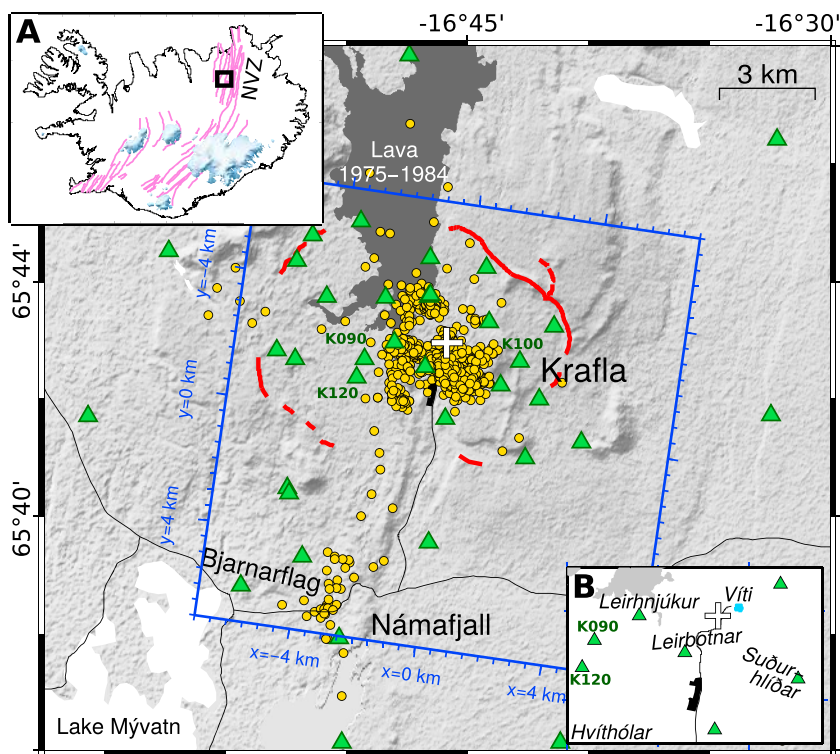 -16°45'
-16°30'
A
NVZ
3 km
Lava
1975–1984
y=−4 km
65°44'
K090
K100
Krafla
K120
y=0 km
65°40'
y=4 km
Bjarnarflag
Námafjall
x=−4 km
x=0 km
x=4 km
Lake Mývatn
B
Víti
Leirhnjúkur
K090
Leirbotnar
K120
Suður-
hlíðar
Hvíthólar